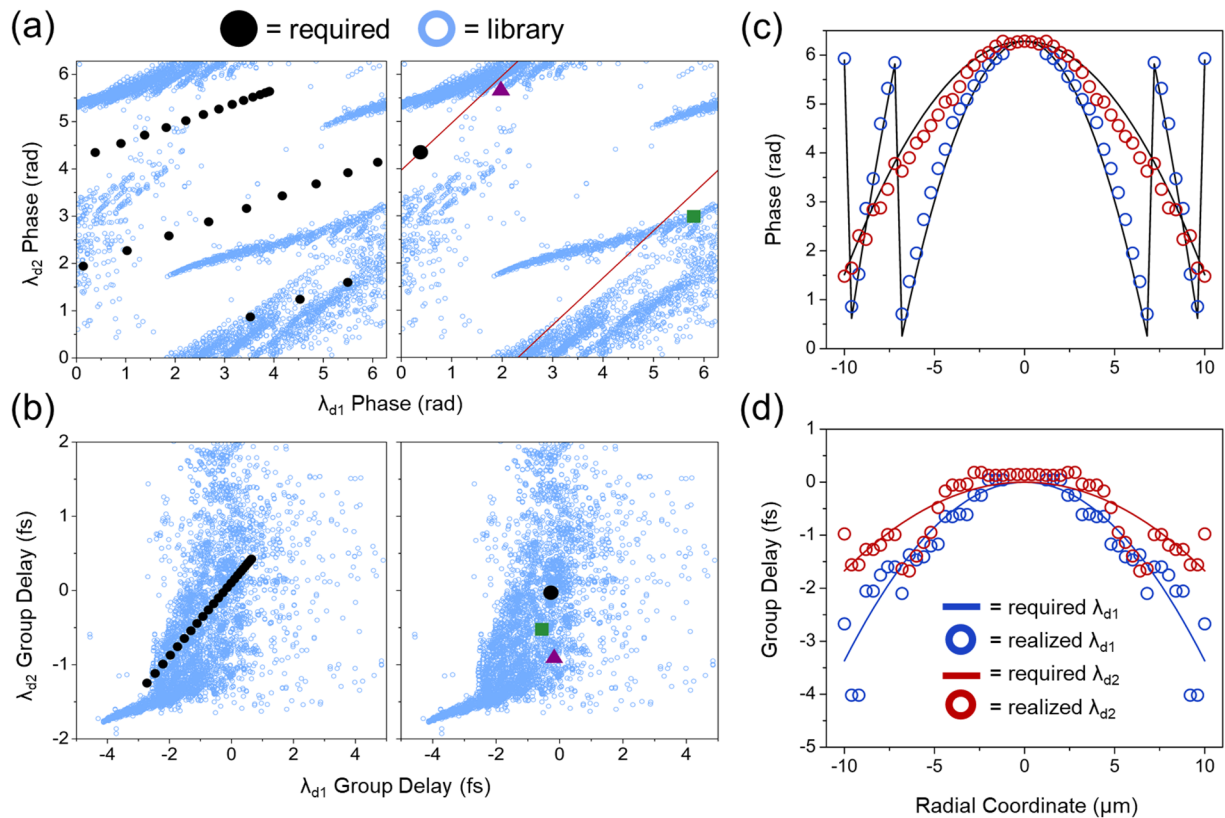 (a)
= required
= library
λd2 Phase (rad)
6
5
4
3
2
1
0
0 1 2 3 4 5 6
0 1 2 3 4 5 6
λd1 Phase (rad)
(b)
λd2 Group Delay (fs)
2
1
0
-1
-2
-4 -2 0 2 4
-4 -2 0 2 4
λd1 Group Delay (fs)
(c)
Phase (rad)
6
5
4
3
2
1
0
-10 -5 0 5 10
(d)
Group Delay (fs)
1
0
-1
-2
-3
-4
-5
= required λd1
= realized λd1
= required λd2
= realized λd2
-10 -5 0 5 10
Radial Coordinate (µm)